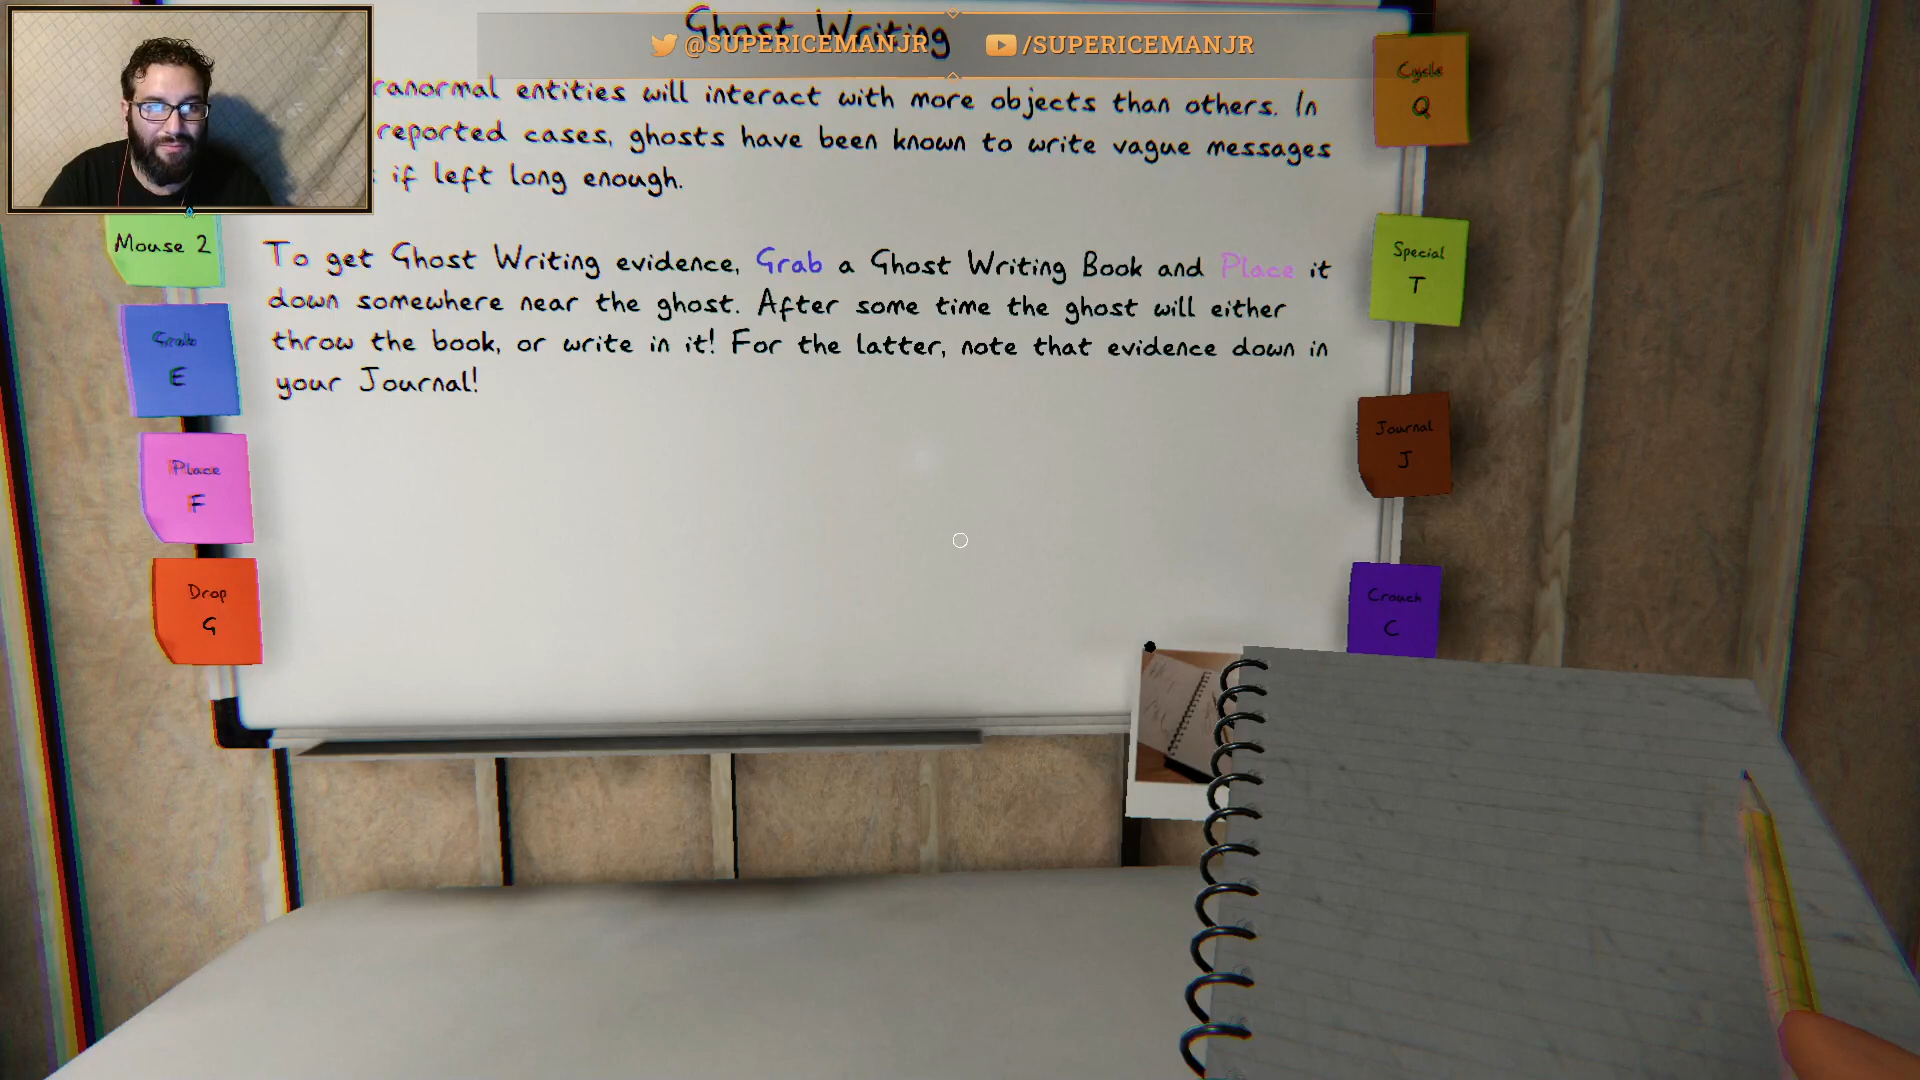 Ghost Writing
@SUPERICEMANJR /SUPERICEMANJR
ranormal entities will interact with more objects than others. In
reported cases, ghosts have been known to write vague messages
if left long enough.
To get Ghost Writing evidence, Grab a Ghost Writing Book and Place it
down somewhere near the ghost. After some time the ghost will either
throw the book, or write in it! For the latter, note that evidence down in
your Journal!
Mouse 2
Grab
E
Place
F
Drop
G
Cycle
Q
Special
T
Journal
J
Crouch
C